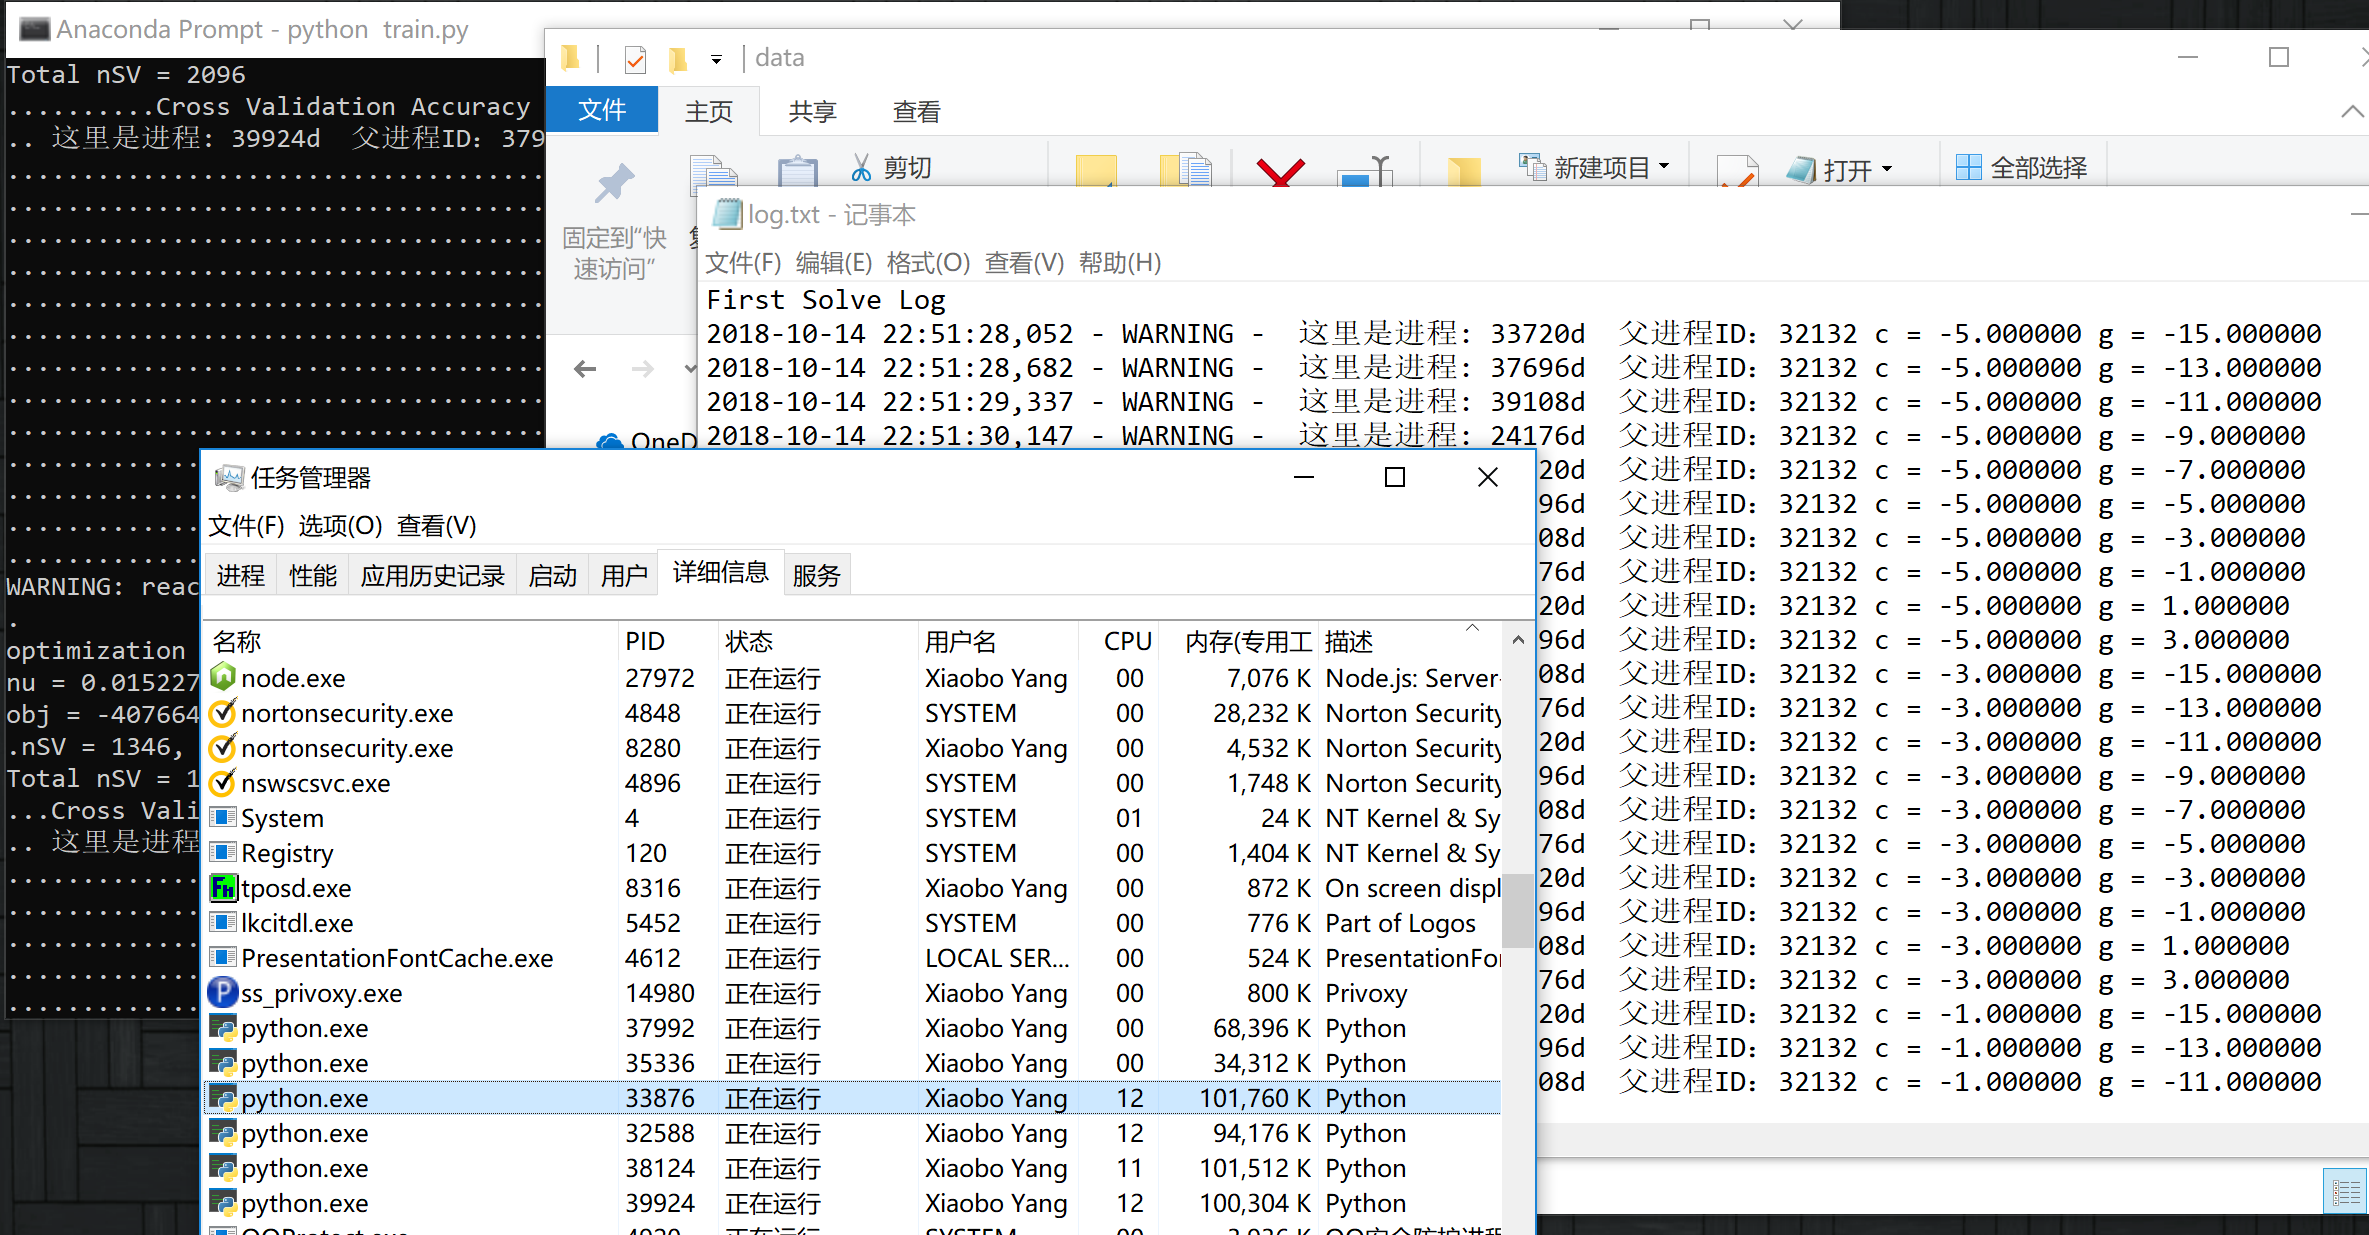 Anaconda Prompt - python  train.py
Total nSV = 2096
..........Cross Validation Accuracy
.. 这里是进程: 39924d  父进程ID: 379
WARNING: reac
.
optimization
nu = 0.015227
obj = -407664
.nSV = 1346,
Total nSV = 1
...Cross Vali
.. 这里是进程
data
文件 主页 共享 查看
剪切 新建项目 打开 全部选择
固定到“快
速访问”
OneD
log.txt - 记事本
文件(F) 编辑(E) 格式(O) 查看(V) 帮助(H)
First Solve Log
2018-10-14 22:51:28,052 - WARNING -  这里是进程: 33720d  父进程ID: 32132 c = -5.000000 g = -15.000000
2018-10-14 22:51:28,682 - WARNING -  这里是进程: 37696d  父进程ID: 32132 c = -5.000000 g = -13.000000
2018-10-14 22:51:29,337 - WARNING -  这里是进程: 39108d  父进程ID: 32132 c = -5.000000 g = -11.000000
2018-10-14 22:51:30,147 - WARNING -  这里是进程: 24176d  父进程ID: 32132 c = -5.000000 g = -9.000000
20d  父进程ID: 32132 c = -5.000000 g = -7.000000
96d  父进程ID: 32132 c = -5.000000 g = -5.000000
08d  父进程ID: 32132 c = -5.000000 g = -3.000000
76d  父进程ID: 32132 c = -5.000000 g = -1.000000
20d  父进程ID: 32132 c = -5.000000 g = 1.000000
96d  父进程ID: 32132 c = -5.000000 g = 3.000000
08d  父进程ID: 32132 c = -3.000000 g = -15.000000
76d  父进程ID: 32132 c = -3.000000 g = -13.000000
20d  父进程ID: 32132 c = -3.000000 g = -11.000000
96d  父进程ID: 32132 c = -3.000000 g = -9.000000
08d  父进程ID: 32132 c = -3.000000 g = -7.000000
76d  父进程ID: 32132 c = -3.000000 g = -5.000000
20d  父进程ID: 32132 c = -3.000000 g = -3.000000
96d  父进程ID: 32132 c = -3.000000 g = -1.000000
08d  父进程ID: 32132 c = -3.000000 g = 1.000000
76d  父进程ID: 32132 c = -3.000000 g = 3.000000
20d  父进程ID: 32132 c = -1.000000 g = -15.000000
96d  父进程ID: 32132 c = -1.000000 g = -13.000000
08d  父进程ID: 32132 c = -1.000000 g = -11.000000
任务管理器
文件(F) 选项(O) 查看(V)
进程 性能 应用历史记录 启动 用户 详细信息 服务
名称 PID 状态 用户名 CPU 内存(专用工 描述
node.exe 27972 正在运行 Xiaobo Yang 00 7,076 K Node.js: Server-
nortonsecurity.exe 4848 正在运行 SYSTEM 00 28,232 K Norton Security
nortonsecurity.exe 8280 正在运行 Xiaobo Yang 00 4,532 K Norton Security
nswscsvc.exe 4896 正在运行 SYSTEM 00 1,748 K Norton Security
System 4 正在运行 SYSTEM 01 24 K NT Kernel & Sy
Registry 120 正在运行 SYSTEM 00 1,404 K NT Kernel & Sy
tposd.exe 8316 正在运行 Xiaobo Yang 00 872 K On screen displ
lkcitdl.exe 5452 正在运行 SYSTEM 00 776 K Part of Logos
PresentationFontCache.exe 4612 正在运行 LOCAL SER... 00 524 K PresentationFor
ss_privoxy.exe 14980 正在运行 Xiaobo Yang 00 800 K Privoxy
python.exe 37992 正在运行 Xiaobo Yang 00 68,396 K Python
python.exe 35336 正在运行 Xiaobo Yang 00 34,312 K Python
python.exe 33876 正在运行 Xiaobo Yang 12 101,760 K Python
python.exe 32588 正在运行 Xiaobo Yang 12 94,176 K Python
python.exe 38124 正在运行 Xiaobo Yang 11 101,512 K Python
python.exe 39924 正在运行 Xiaobo Yang 12 100,304 K Python